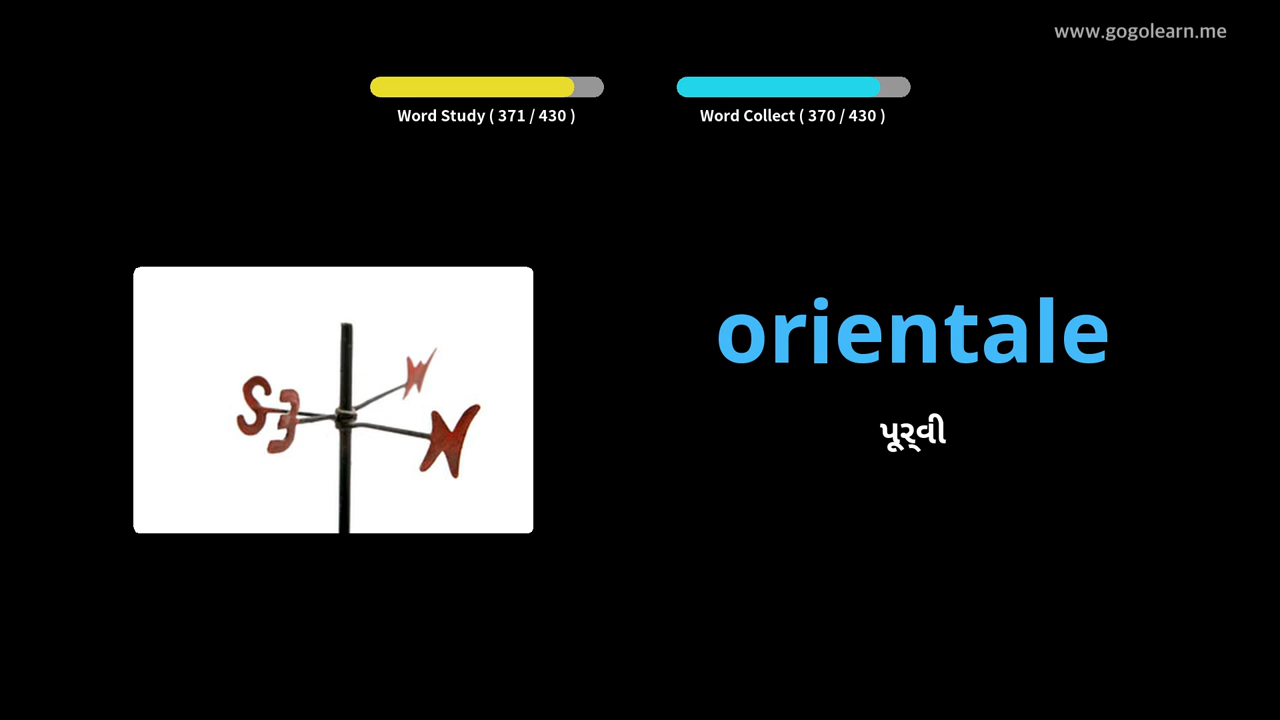 www.gogolearn.me
Word Study ( 371 / 430 )
Word Collect ( 370 / 430 )
S E N N
orientale
પૂર્વી